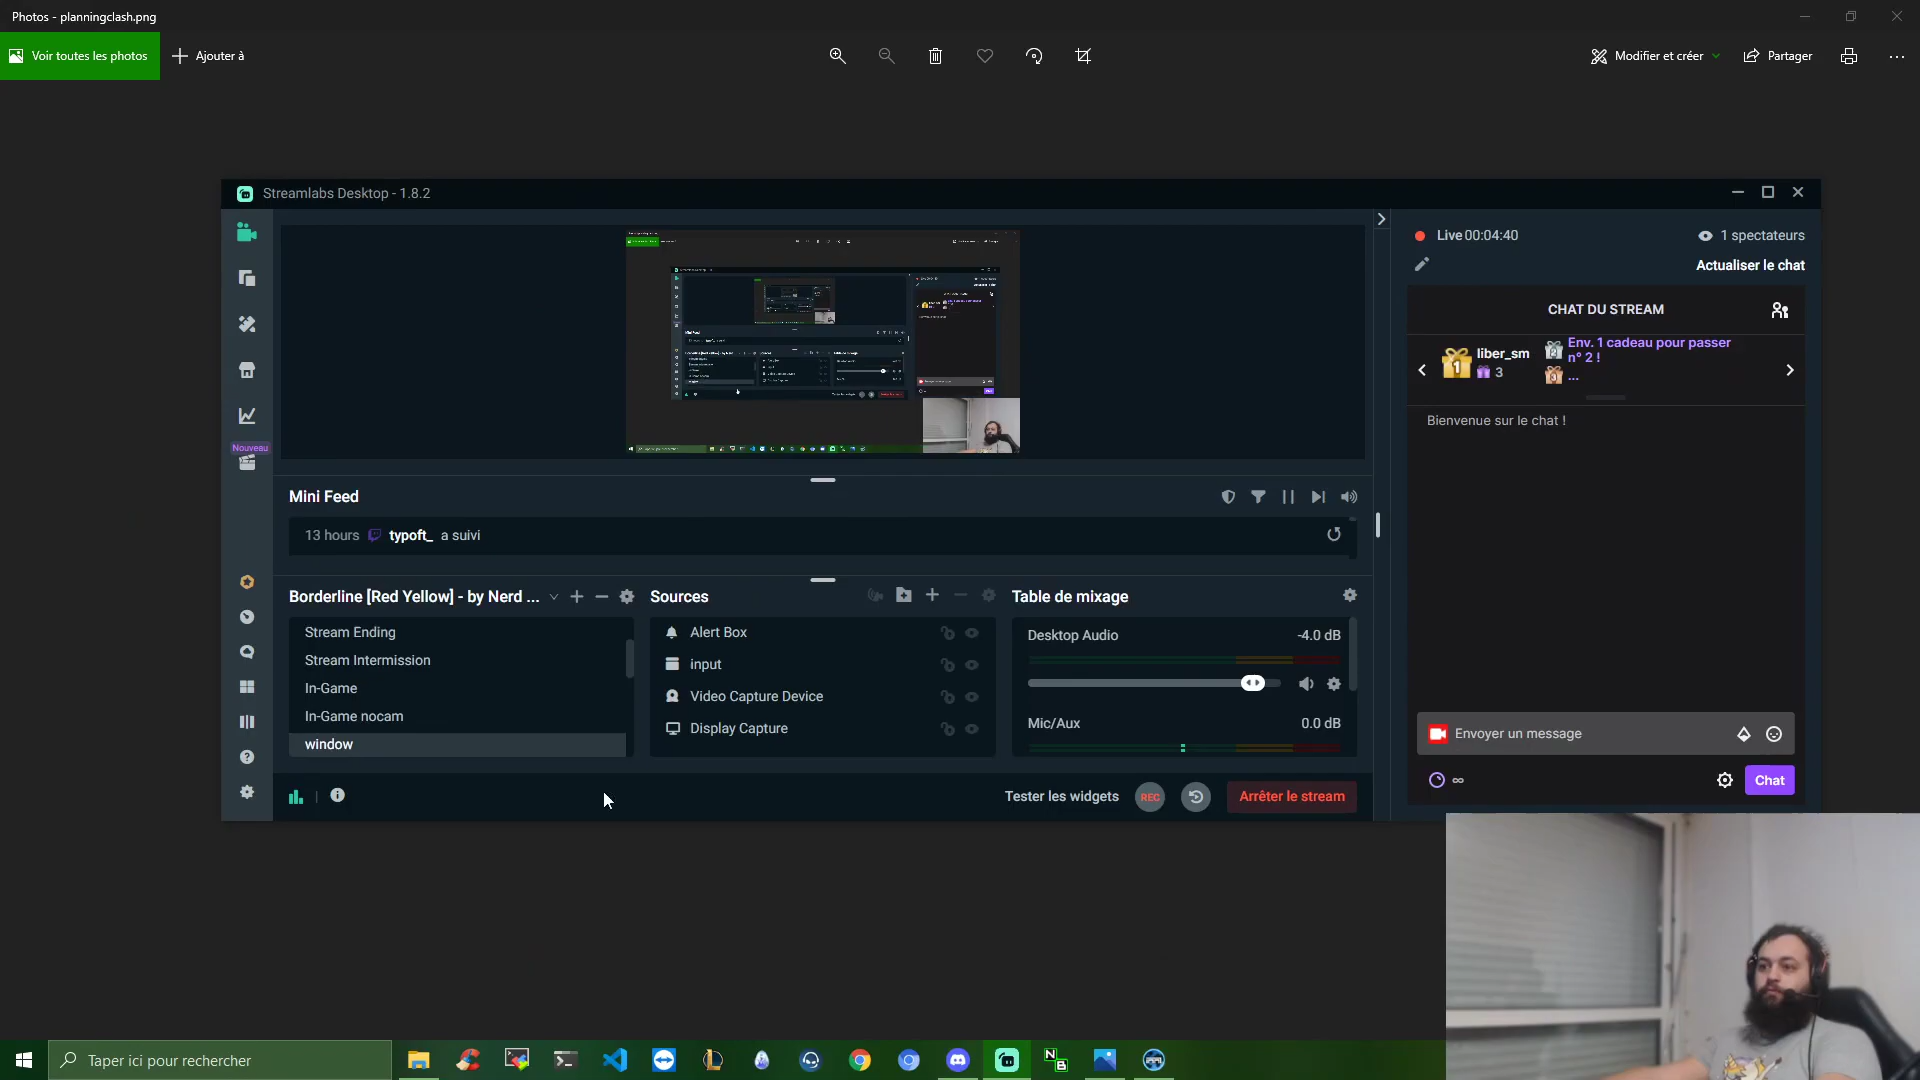 Photos - planningclash.png
Voir toutes les photos
Ajouter à
Modifier et créer
Partager
Streamlabs Desktop - 1.8.2
Live 00:04:40
1 spectateurs
Actualiser le chat
CHAT DU STREAM
liber_sm
3
Env. 1 cadeau pour passer
n° 2 !
...
Bienvenue sur le chat !
Nouveau
Mini Feed
13 hours typoft_ a suivi
Borderline [Red Yellow] - by Nerd ...
Stream Ending
Stream Intermission
In-Game
In-Game nocam
window
Sources
Alert Box
input
Video Capture Device
Display Capture
Table de mixage
Desktop Audio
-4.0 dB
Mic/Aux
0.0 dB
Envoyer un message
∞
Chat
Tester les widgets
REC
Arrêter le stream
Taper ici pour rechercher